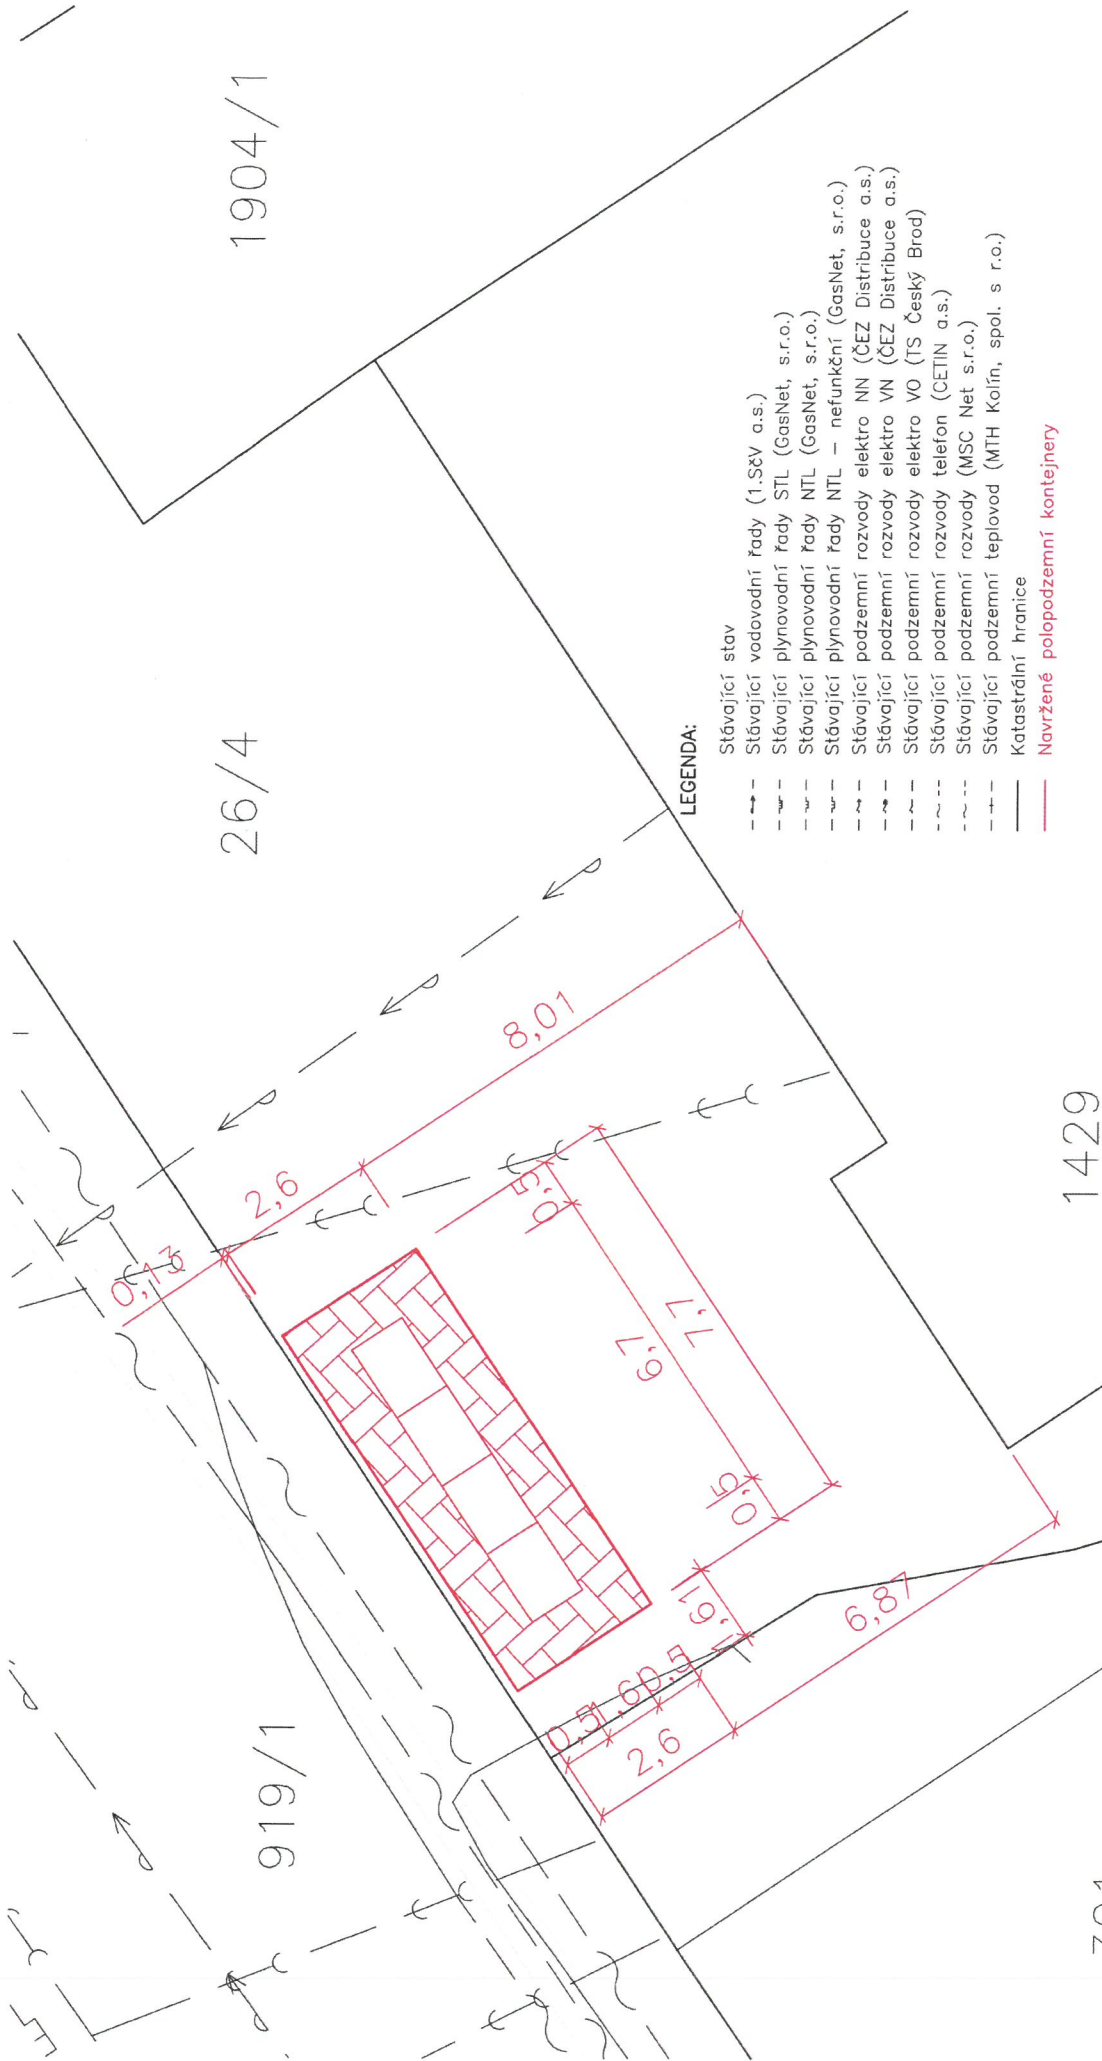 1904/1
26/4
919/1
1429
0,13
2,6
8,01
0,5
6,7
7,7
0,5
1,611
0,5
1,6
0,5
2,6
6,87
LEGENDA:
Stávající stav
Stávající vodovodní řady (1.SčV a.s.)
Stávající plynovodní řady STL (GasNet, s.r.o.)
Stávající plynovodní řady NTL (GasNet, s.r.o.)
Stávající plynovodní řady NTL – nefunkční (GasNet, s.r.o.)
Stávající podzemní rozvody elektro NN (ČEZ Distribuce a.s.)
Stávající podzemní rozvody elektro VN (ČEZ Distribuce a.s.)
Stávající podzemní rozvody elektro VO (TS Český Brod)
Stávající podzemní rozvody telefon (CETIN a.s.)
Stávající podzemní rozvody (MSC Net s.r.o.)
Stávající podzemní teplovod (MTH Kolín, spol. s r.o.)
Katastrální hranice
Navržené polopodzemní kontejnery